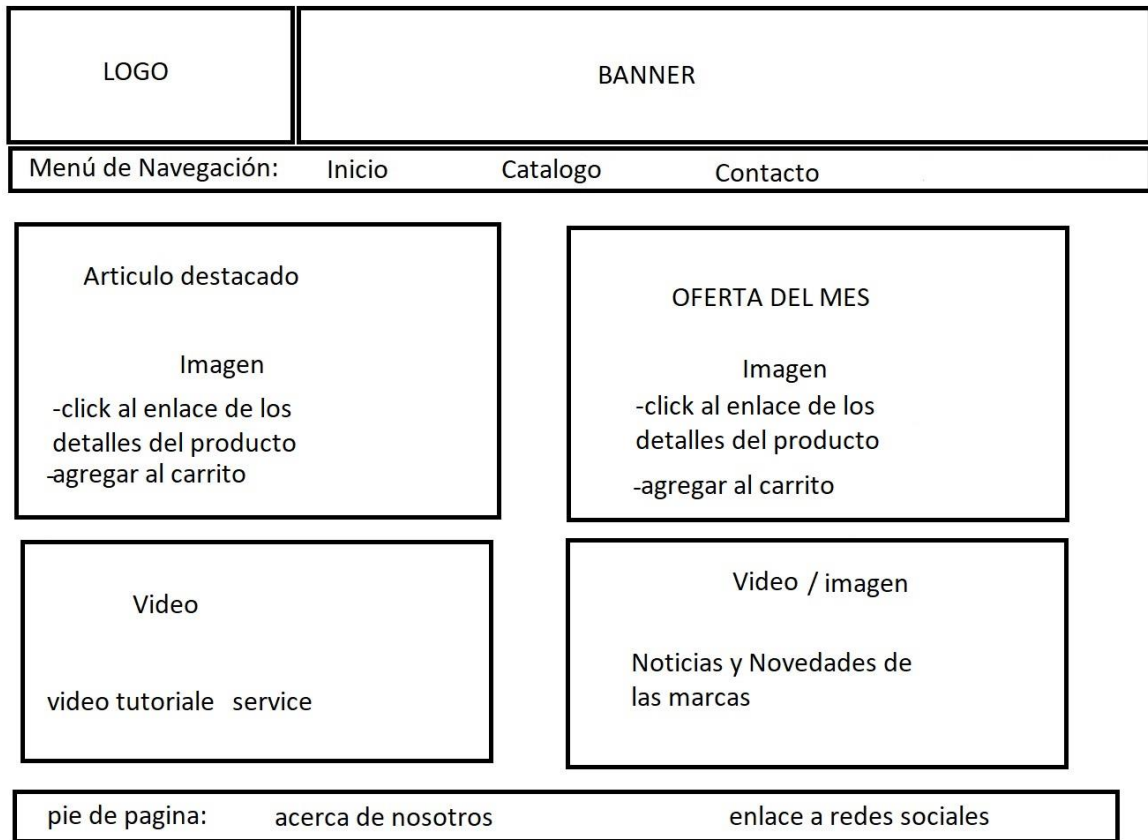 LOGO
BANNER
Menú de Navegación: Inicio Catalogo Contacto
Articulo destacado
Imagen
-click al enlace de los
detalles del producto
-agregar al carrito
OFERTA DEL MES
Imagen
-click al enlace de los
detalles del producto
-agregar al carrito
Video
video tutoriale service
Video / imagen
Noticias y Novedades de
las marcas
pie de pagina: acerca de nosotros enlace a redes sociales